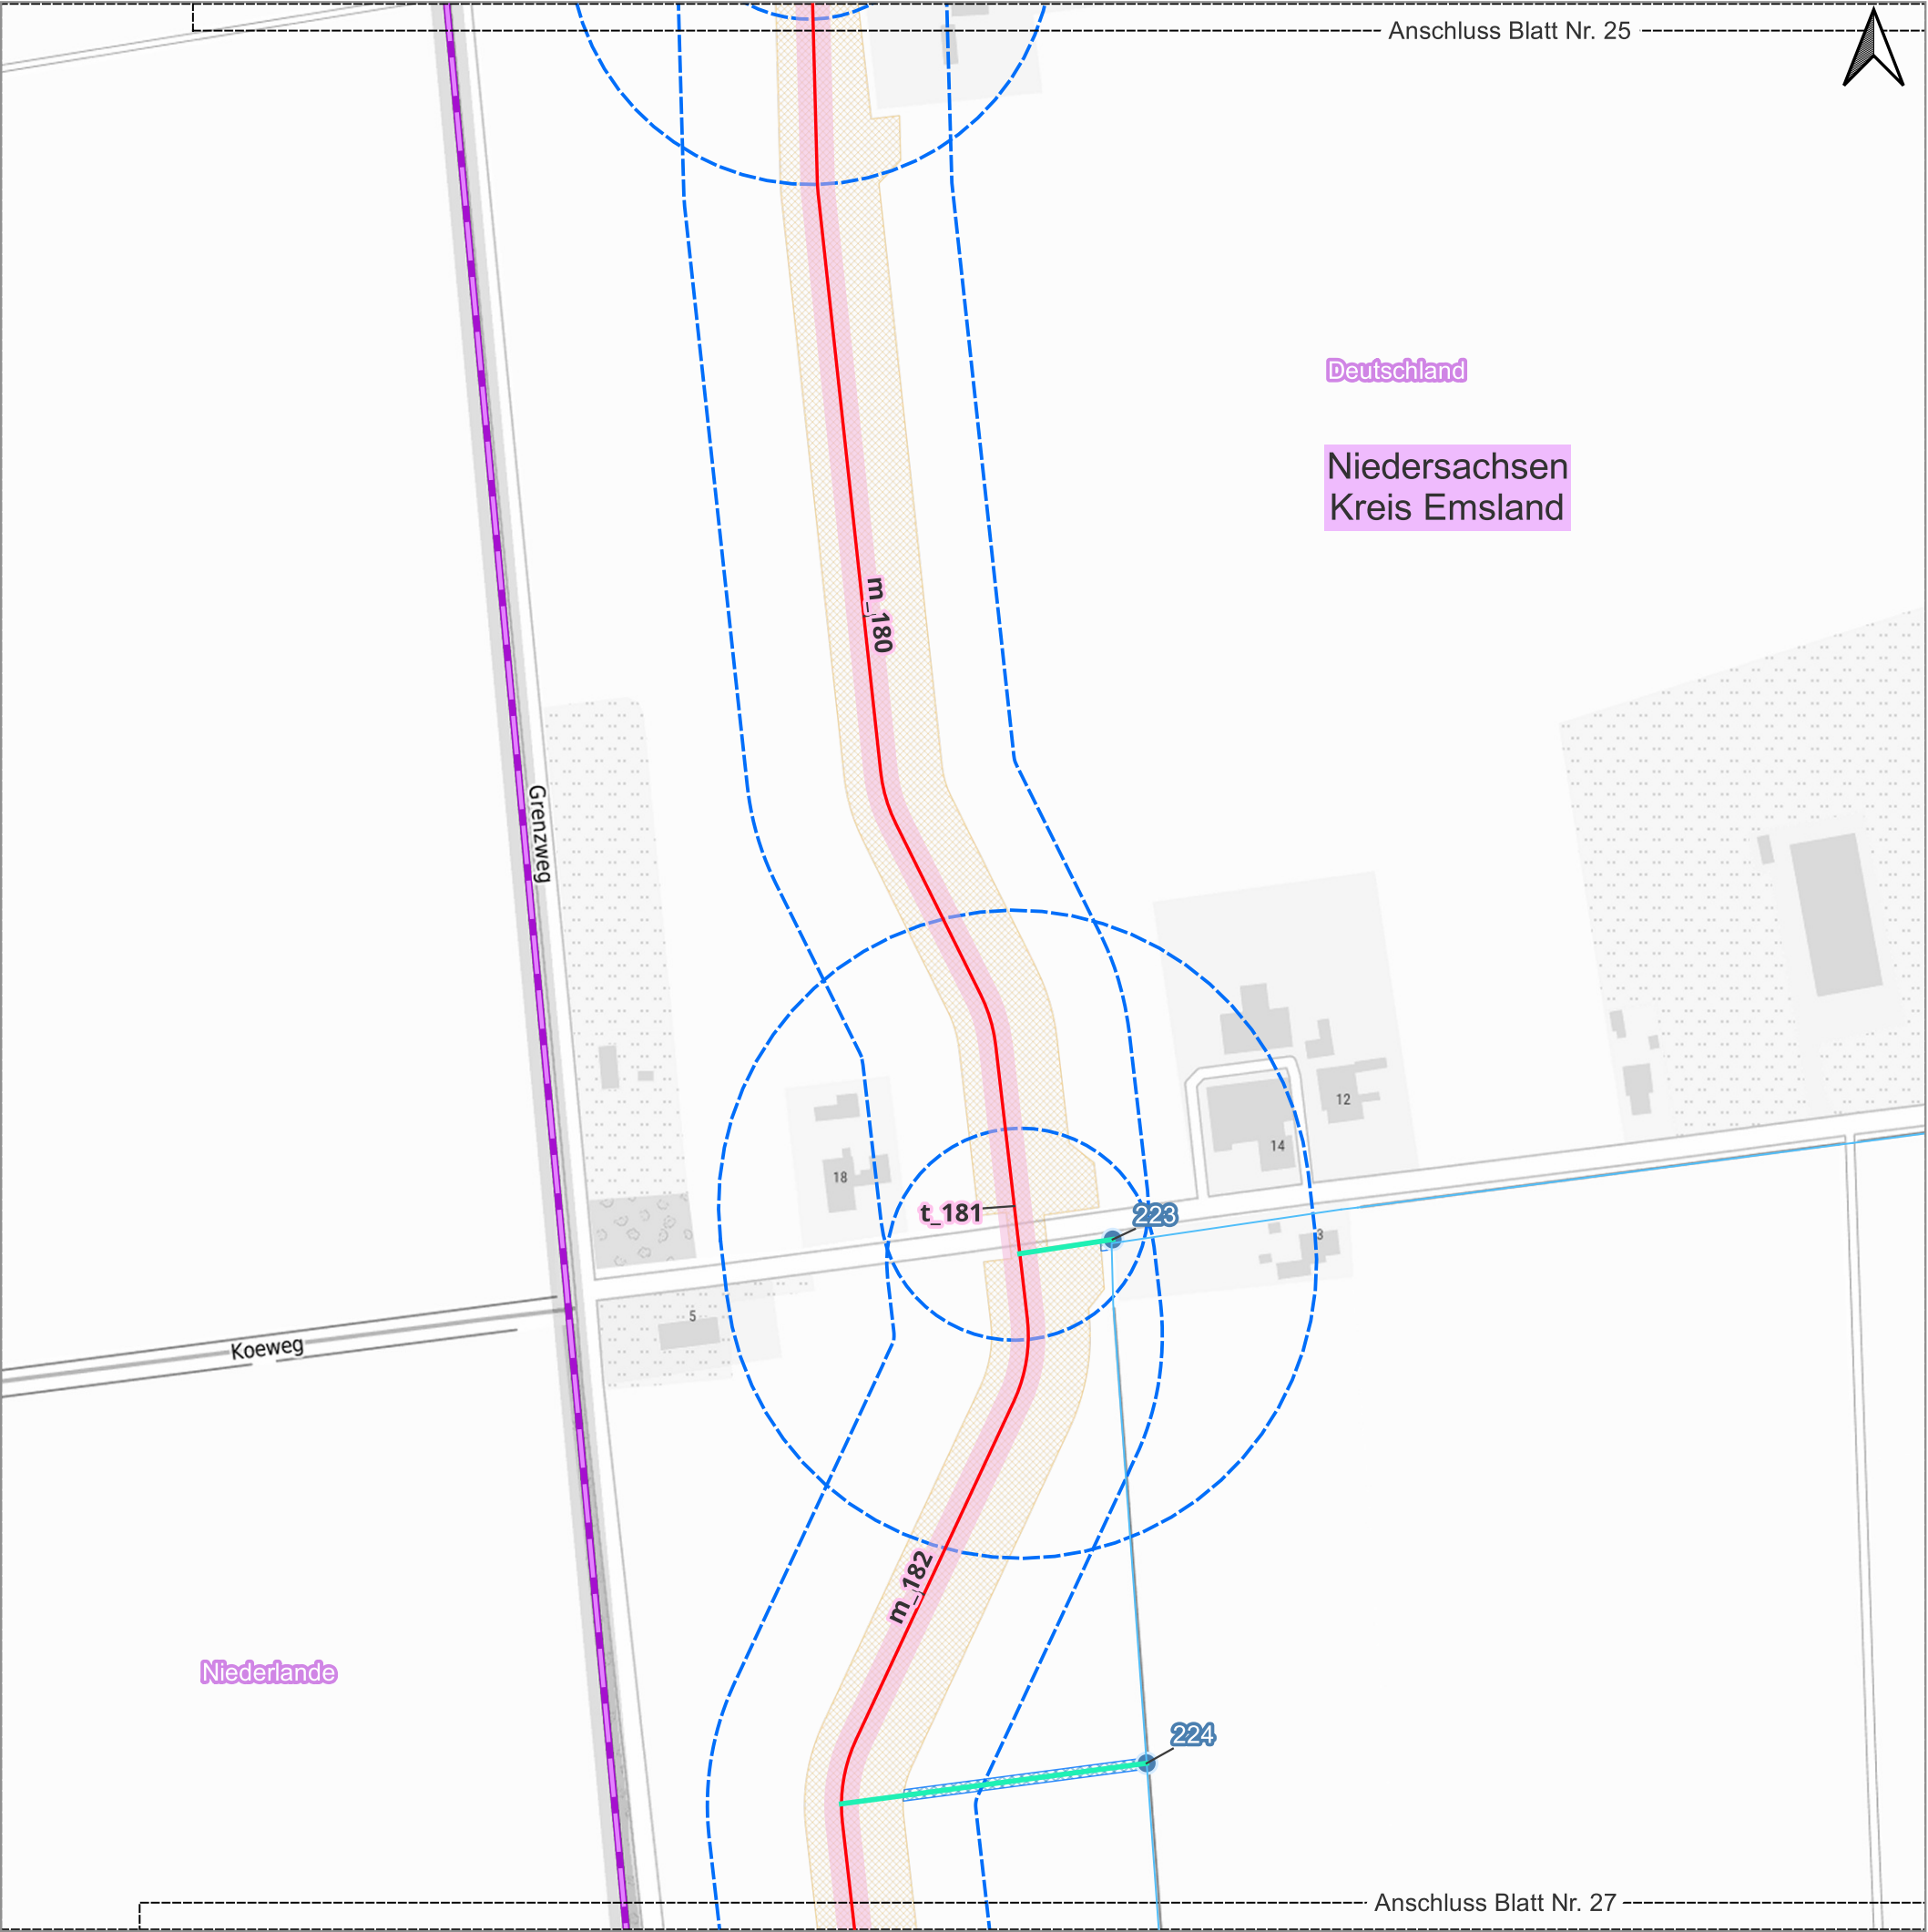 Anschluss Blatt Nr. 25
Deutschland
Niedersachsen
Kreis Emsland
m_180
Grenzweg
12
14
18
t_181
223
3
5
Koeweg
m_182
Niederlande
224
Anschluss Blatt Nr. 27